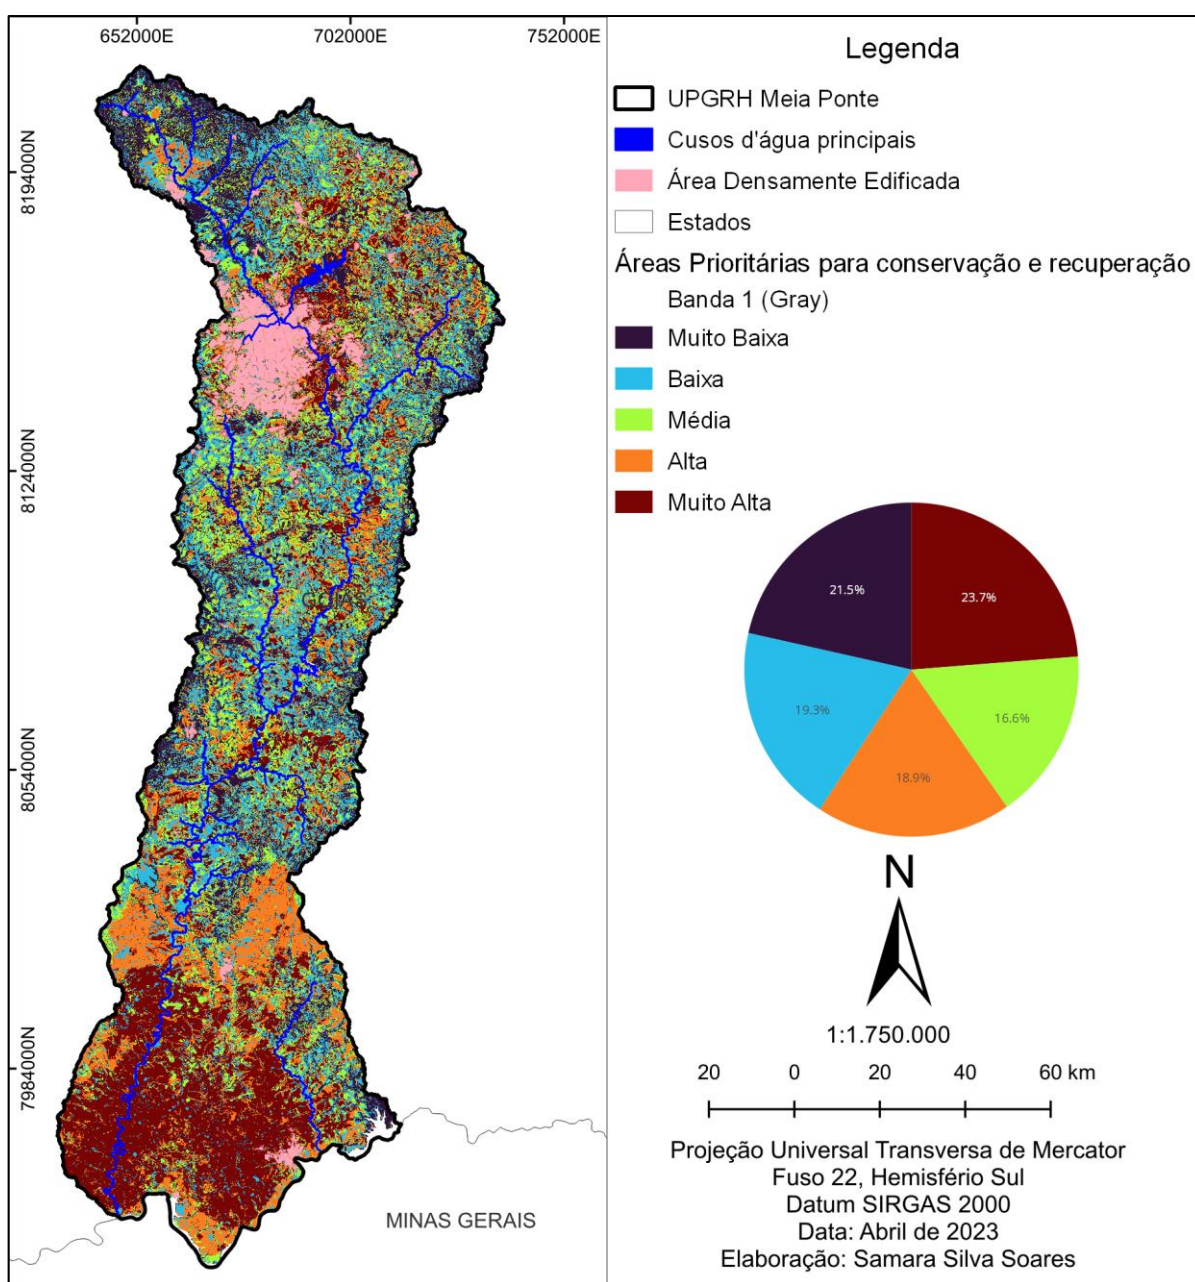 652000E
702000E
752000E
8194000N
8124000N
8054000N
7984000N
GOIÁS
MINAS GERAIS
Legenda
UPGRH Meia Ponte
Cusos d'água principais
Área Densamente Edificada
Estados
Áreas Prioritárias para conservação e recuperação
Banda 1 (Gray)
Muito Baixa
Baixa
Média
Alta
Muito Alta
21.5%
23.7%
19.3%
16.6%
18.9%
N
1:1.750.000
20 0 20 40 60 km
Projeção Universal Transversa de Mercator
Fuso 22, Hemisfério Sul
Datum SIRGAS 2000
Data: Abril de 2023
Elaboração: Samara Silva Soares